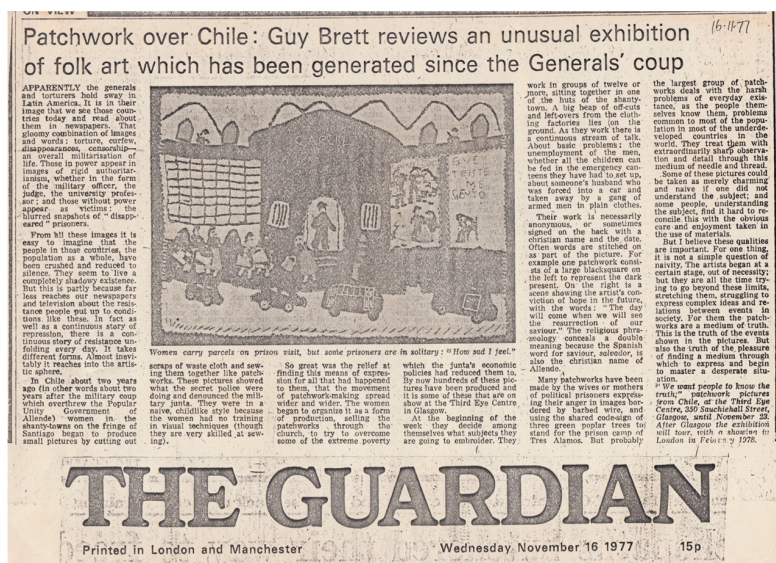 ON VIEW
16·11·77
Patchwork over Chile: Guy Brett reviews an unusual exhibition
of folk art which has been generated since the Generals' coup
APPARENTLY the generals
and torturers hold sway in
Latin America. It is in their
image that we see those coun-
tries today and read about
them in newspapers. That
gloomy combination of images
and words: torture, curfew,
disappearances, censorship—
an overall militarisation of
life. Those in power appear in
images of rigid authoritar-
ianism, whether in the form
of the military officer, the
judge, the university profes-
sor; and those without power
appear as victims: the
blurred snapshots of "disapp-
eared" prisoners.
From all these images it is
easy to imagine that the
people in those countries, the
population as a whole, have
been crushed and reduced to
silence. They seem to live a
completely shadowy existence.
But this is partly because far
less reaches our newspapers
and television about the resis-
tance people put up to condi-
tions like these. In fact as
well as a continuous story of
repression, there is a con-
tinuous story of resistance un-
folding every day. It takes
different forms. Almost inevi-
tably it reaches into the artis-
tic sphere.
In Chile about two years
ago (in other words about two
years after the military coup
which overthrew the Popular
Unity Government of
Allende) women in the
shanty-towns on the fringe of
Santiago began to produce
small pictures by cutting out
Women carry parcels on prison visit, but some prisoners are in solitary: "How sad I feel."
scraps of waste cloth and sew-
ing them together like patch-
works. These pictures showed
what the secret police were
doing and denounced the mili-
tary junta. They were in a
naive, childlike style because
the women had no training
in visual techniques (though
they are very skilled at sew-
ing).
So great was the relief at
finding this means of expres-
sion for all that had happened
to them, that the movement
of patchwork-making spread
wider and wider. The women
began to organize it as a form
of production, selling the
patchworks through the
church, to try to overcome
some of the extreme poverty
which the junta's economic
policies had reduced them to.
By now hundreds of these pic-
tures have been produced and
it is some of these that are on
show at the Third Eye Centre
in Glasgow.
At the beginning of the
week they decide among
themselves what subjects they
are going to embroider. They
work in groups of twelve or
more, sitting together in one
of the huts of the shanty-
town. A big heap of off-cuts
and left-overs from the cloth-
ing factories lies on the
ground. As they work there is
a continuous stream of talk.
About basic problems: the
unemployment of the men,
whether all the children can
be fed in the emergency can-
teens they have had to set up,
about someone's husband who
was forced into a car and
taken away by a gang of
armed men in plain clothes.
Their work is necessarily
anonymous, or sometimes
signed on the back with a
christian name and the date.
Often words are stitched on
as part of the picture. For
example one patchwork consi-
sts of a large blacksquare on
the left to represent the dark
present. On the right is a
scene showing the artist's con-
viction of hope in the future,
with the words: "The day
will come when we will see
the resurrection of our
saviour." The religious phra-
seology conceals a double
meaning because the Spanish
word for saviour, salvador, is
also the christian name of
Allende.
Many patchworks have been
made by the wives or mothers
of political prisoners express-
ing their anger in images bor-
dered by barbed wire, and
using the shared code-sign of
three green poplar trees to
stand for the prison camp of
Tres Alamos. But probably
the largest group of patch-
works deals with the harsh
problems of everyday exis-
tance, as the people them-
selves know them, problems
common to most of the popu-
lation in most of the underde-
veloped countries in the
world. They treat them with
extraordinarily sharp observa-
tion and detail through this
medium of needle and thread.
Some of these pictures could
be taken as merely charming
and naive if one did not
understand the subject; and
some people, understanding
the subject, find it hard to re-
concile this with the obvious
care and enjoyment taken in
the use of materials.
But I believe these qualities
are important. For one thing,
it is not a simple question of
naivity. The artists began at a
certain stage, out of necessity;
but they are all the time try-
ing to go beyond these limits,
stretching them, struggling to
express complex ideas and re-
lations between events in
society. For them the patch-
works are a medium of truth.
This is the truth of the events
shown in the pictures. But
also the truth of the pleasure
of finding a medium through
which to express and begin
to master a desperate situ-
ation.
"We want people to know the
truth," patchwork pictures
from Chile, at the Third Eye
Centre, 350 Sauchiehall Street,
Glasgow, until November 23.
After Glasgow the exhibition
will tour, with a showing in
London in February 1978.
THE GUARDIAN
Printed in London and Manchester
Wednesday November 16 1977
15p